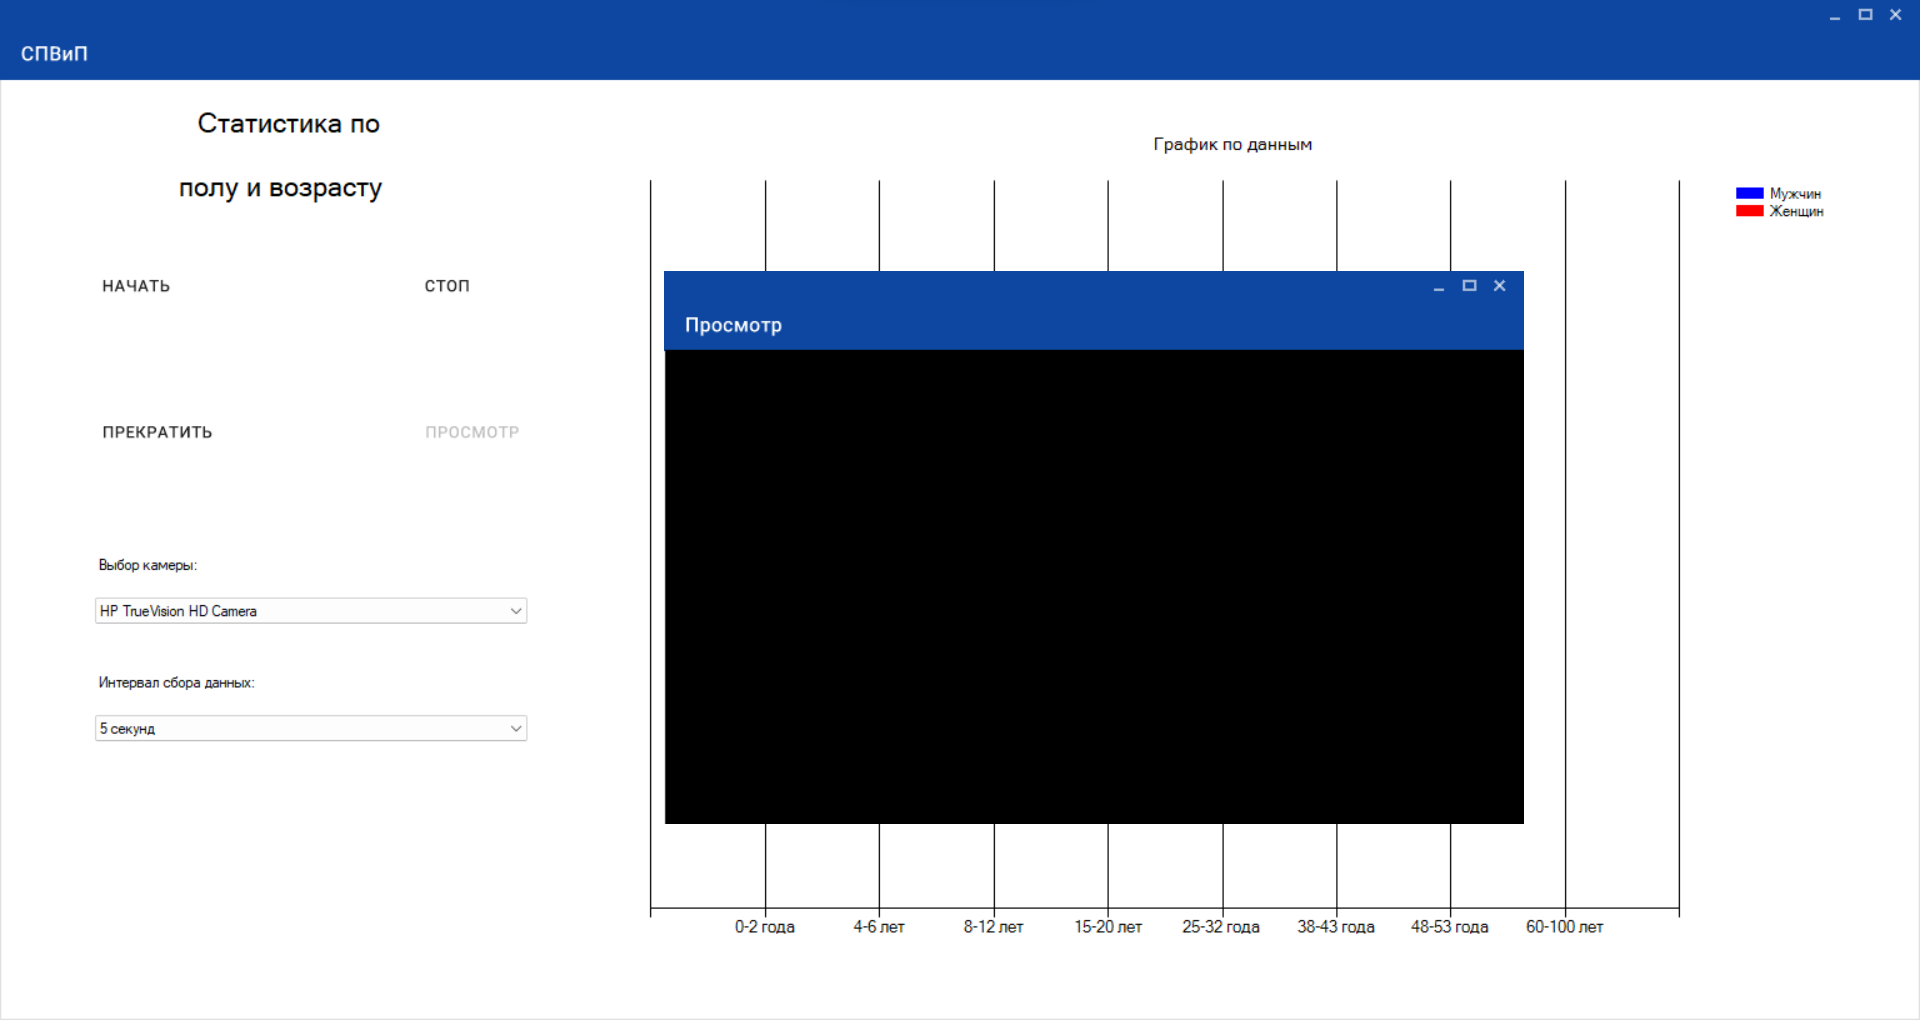 СПВиП
Статистика по
полу и возрасту
НАЧАТЬ
СТОП
ПРЕКРАТИТЬ
ПРОСМОТР
Выбор камеры:
HP TrueVision HD Camera
Интервал сбора данных:
5 секунд
График по данным
Мужчин
Женщин
Просмотр
0-2 года
4-6 лет
8-12 лет
15-20 лет
25-32 года
38-43 года
48-53 года
60-100 лет